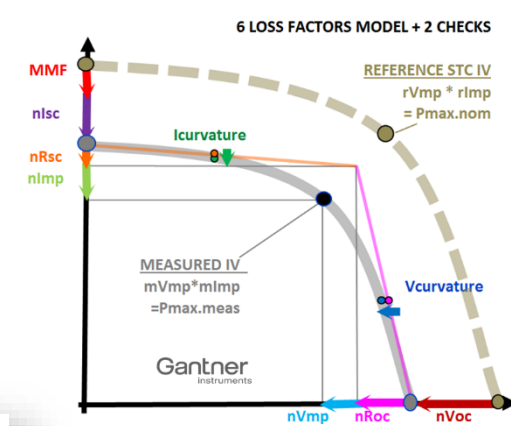 6 LOSS FACTORS MODEL + 2 CHECKS
MMF
REFERENCE STC IV
rVmp * rImp
= Pmax.nom
nIsc
Icurvature
nRsc
nImp
MEASURED IV
mVmp*mImp
=Pmax.meas
Vcurvature
Gantner
instruments
nVmp
nRoc
nVoc